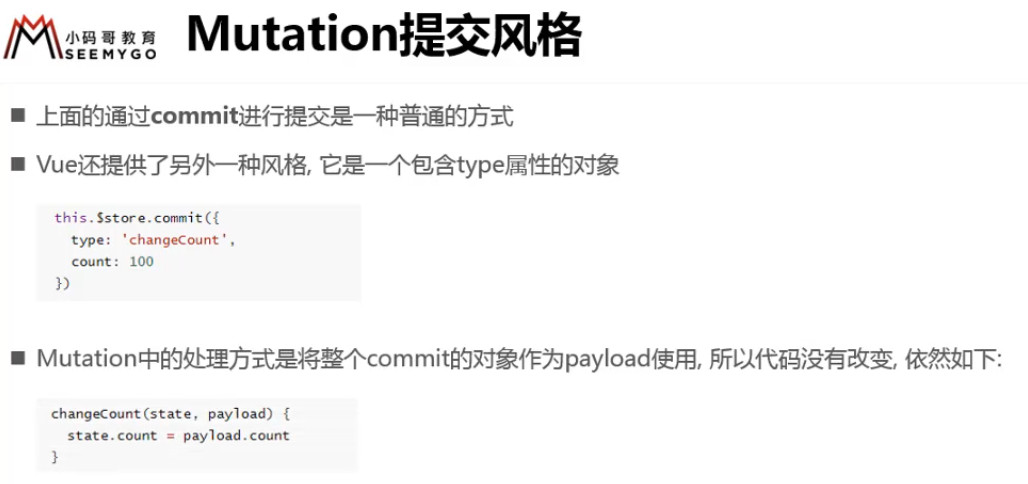 小码哥教育
SEEMYGO
Mutation提交风格
■ 上面的通过commit进行提交是一种普通的方式
■ Vue还提供了另外一种风格, 它是一个包含type属性的对象
this.$store.commit({
  type: 'changeCount',
  count: 100
})
■ Mutation中的处理方式是将整个commit的对象作为payload使用, 所以代码没有改变, 依然如下:
changeCount(state, payload) {
  state.count = payload.count
}